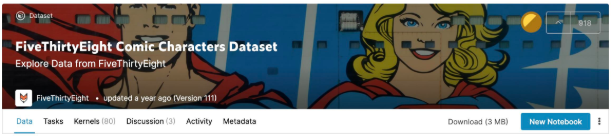 Dataset
918
FiveThirtyEight Comic Characters Dataset
Explore Data from FiveThirtyEight
FiveThirtyEight • updated a year ago (Version 111)
Data Tasks Kernels (80) Discussion (3) Activity Metadata Download (3 MB) New Notebook